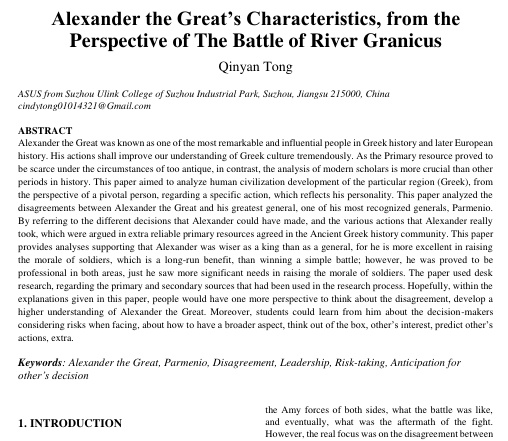 Alexander the Great's Characteristics, from the
Perspective of The Battle of River Granicus
Qinyan Tong
ASUS from Suzhou Ulink College of Suzhou Industrial Park, Suzhou, Jiangsu 215000, China
cindytong01014321@Gmail.com
ABSTRACT
Alexander the Great was known as one of the most remarkable and influential people in Greek history and later European
history. His actions shall improve our understanding of Greek culture tremendously. As the Primary resource proved to
be scarce under the circumstances of too antique, in contrast, the analysis of modern scholars is more crucial than other
periods in history. This paper aimed to analyze human civilization development of the particular region (Greek), from
the perspective of a pivotal person, regarding a specific action, which reflects his personality. This paper analyzed the
disagreements between Alexander the Great and his greatest general, one of his most recognized generals, Parmenio.
By referring to the different decisions that Alexander could have made, and the various actions that Alexander really
took, which were argued in extra reliable primary resources agreed in the Ancient Greek history community. This paper
provides analyses supporting that Alexander was wiser as a king than as a general, for he is more excellent in raising
the morale of soldiers, which is a long-run benefit, than winning a simple battle; however, he was proved to be
professional in both areas, just he saw more significant needs in raising the morale of soldiers. The paper used desk
research, regarding the primary and secondary sources that had been used in the research process. Hopefully, within the
explanations given in this paper, people would have one more perspective to think about the disagreement, develop a
higher understanding of Alexander the Great. Moreover, students could learn from him about the decision-makers
considering risks when facing, about how to have a broader aspect, think out of the box, other's interest, predict other's
actions, extra.
Keywords: Alexander the Great, Parmenio, Disagreement, Leadership, Risk-taking, Anticipation for
other's decision
1. INTRODUCTION
the Amy forces of both sides, what the battle was like,
and eventually, what was the aftermath of the fight.
However, the real focus was on the disagreement between